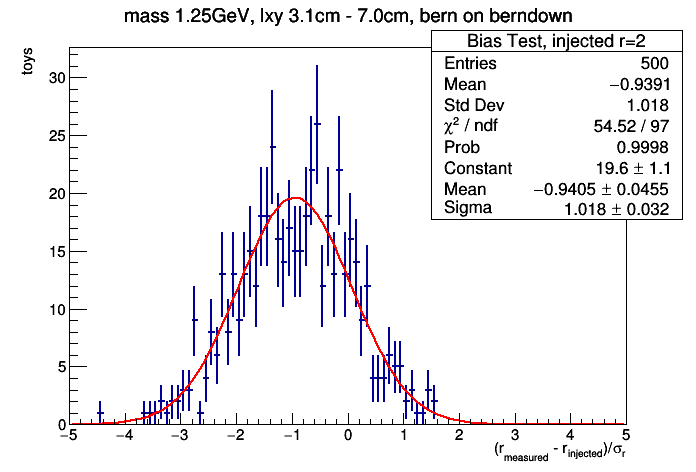 mass 1.25GeV, lxy 3.1cm - 7.0cm, bern on berndown
Bias Test, injected r=2
Entries 500
Mean −0.9391
Std Dev 1.018
χ² / ndf 54.52 / 97
Prob 0.9998
Constant 19.6 ± 1.1
Mean −0.9405 ± 0.0455
Sigma 1.018 ± 0.032
toys
30
25
20
15
10
5
0
−5 −4 −3 −2 −1 0 1 2 3 4 5
(r_measured - r_injected)/σ_r